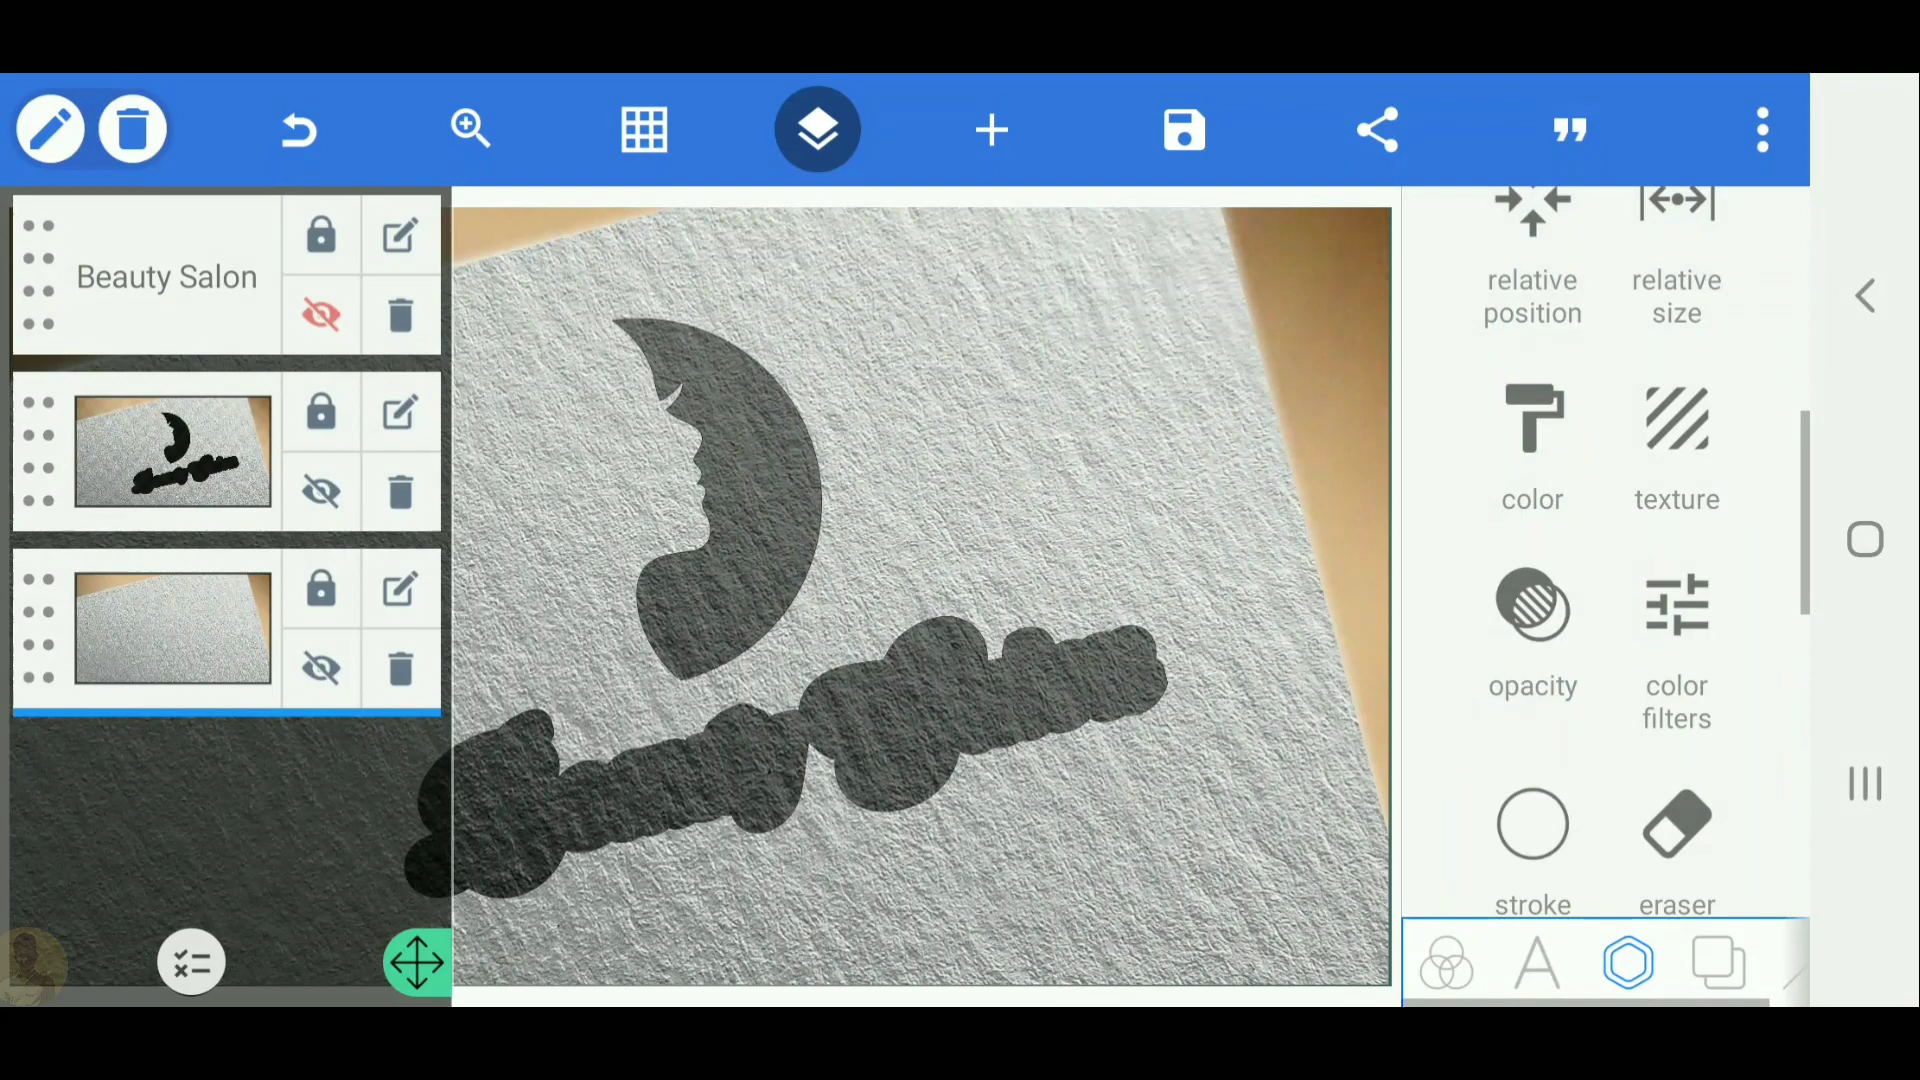 Beauty Salon
relative position
relative size
color
texture
opacity
color filters
stroke
eraser